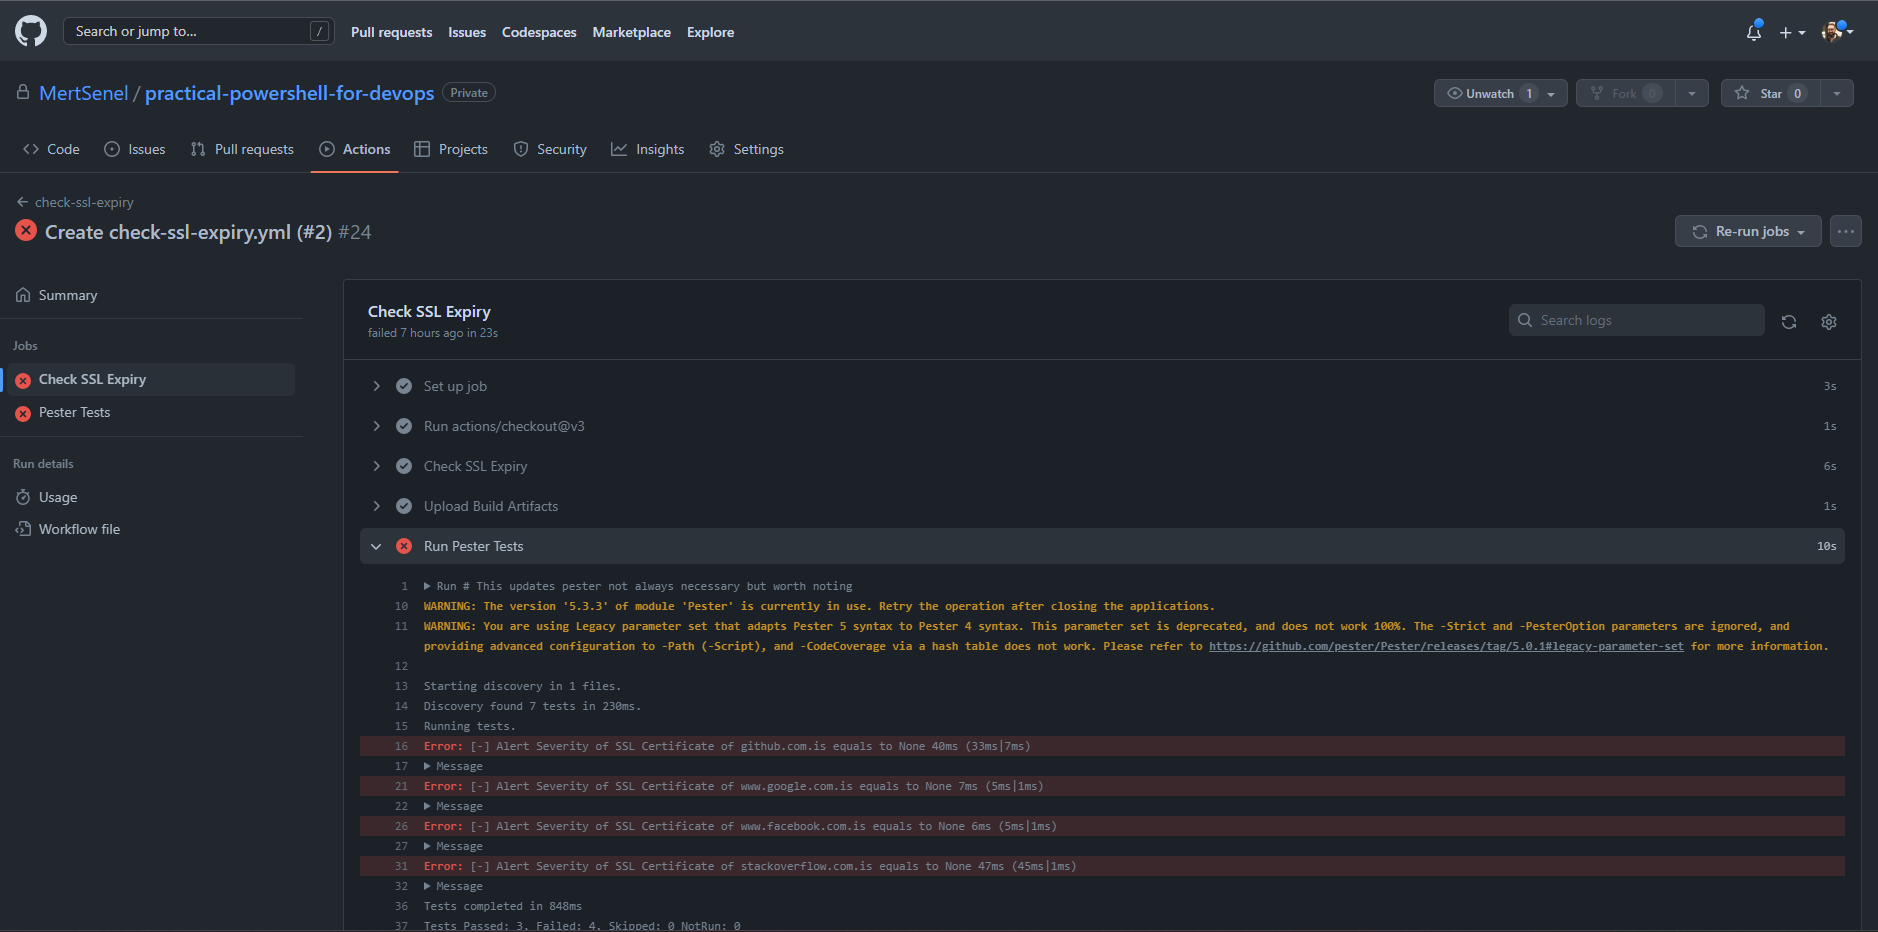 Search or jump to... /
Pull requests Issues Codespaces Marketplace Explore
MertSenel / practical-powershell-for-devops Private
Unwatch 1 Fork 0 Star 0
Code Issues Pull requests Actions Projects Security Insights Settings
check-ssl-expiry
Create check-ssl-expiry.yml (#2) #24
Re-run jobs
Summary
Jobs
Check SSL Expiry
Pester Tests
Run details
Usage
Workflow file
Check SSL Expiry
failed 7 hours ago in 23s
Search logs
Set up job 3s
Run actions/checkout@v3 1s
Check SSL Expiry 6s
Upload Build Artifacts 1s
Run Pester Tests 10s
1 Run # This updates pester not always necessary but worth noting
10 WARNING: The version '5.3.3' of module 'Pester' is currently in use. Retry the operation after closing the applications.
11 WARNING: You are using Legacy parameter set that adapts Pester 5 syntax to Pester 4 syntax. This parameter set is deprecated, and does not work 100%. The -Strict and -PesterOption parameters are ignored, and
providing advanced configuration to -Path (-Script), and -CodeCoverage via a hash table does not work. Please refer to https://github.com/pester/Pester/releases/tag/5.0.1#legacy-parameter-set for more information.
12
13 Starting discovery in 1 files.
14 Discovery found 7 tests in 230ms.
15 Running tests.
16 Error: [-] Alert Severity of SSL Certificate of github.com.is equals to None 40ms (33ms|7ms)
17 Message
21 Error: [-] Alert Severity of SSL Certificate of www.google.com.is equals to None 7ms (5ms|1ms)
22 Message
26 Error: [-] Alert Severity of SSL Certificate of www.facebook.com.is equals to None 6ms (5ms|1ms)
27 Message
31 Error: [-] Alert Severity of SSL Certificate of stackoverflow.com.is equals to None 47ms (45ms|1ms)
32 Message
36 Tests completed in 848ms
37 Tests Passed: 3, Failed: 4, Skipped: 0 NotRun: 0